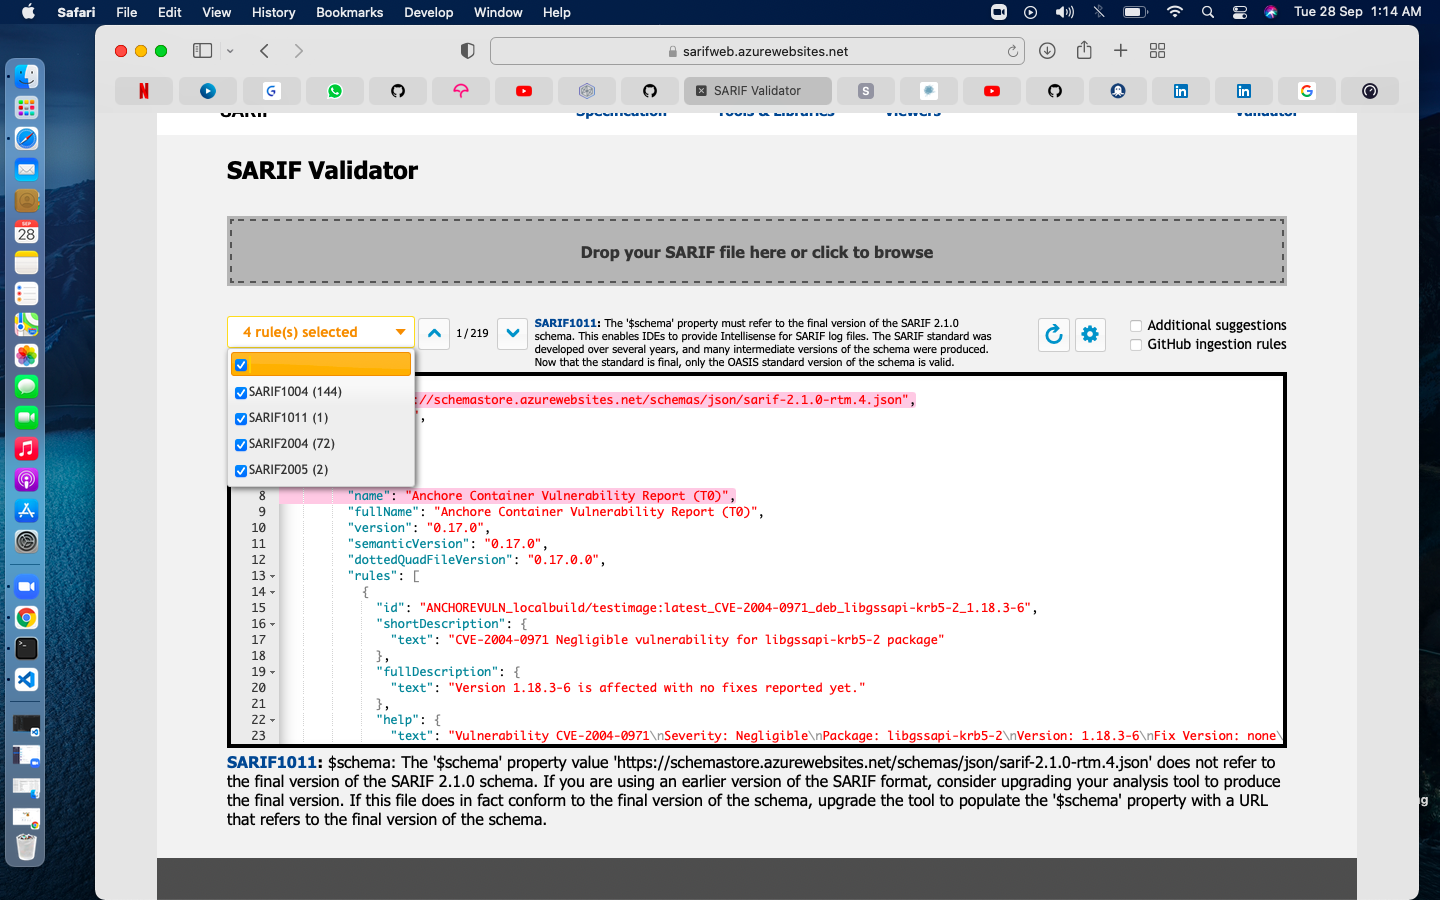 Safari File Edit View History Bookmarks Develop Window Help Tue 28 Sep 1:14 AM
sarifweb.azurewebsites.net
SARIF Validator
SARIF Specification Tools & Libraries Viewers Validator
SARIF Validator
Drop your SARIF file here or click to browse
4 rule(s) selected
1 / 219
SARIF1011: The '$schema' property must refer to the final version of the SARIF 2.1.0
schema. This enables IDEs to provide Intellisense for SARIF log files. The SARIF standard was
developed over several years, and many intermediate versions of the schema were produced.
Now that the standard is final, only the OASIS standard version of the schema is valid.
Additional suggestions
GitHub ingestion rules
SARIF1004 (144)
SARIF1011 (1)
SARIF2004 (72)
SARIF2005 (2)
://schemastore.azurewebsites.net/schemas/json/sarif-2.1.0-rtm.4.json",
",
8 "name": "Anchore Container Vulnerability Report (T0)",
9 "fullName": "Anchore Container Vulnerability Report (T0)",
10 "version": "0.17.0",
11 "semanticVersion": "0.17.0",
12 "dottedQuadFileVersion": "0.17.0.0",
13 "rules": [
14 {
15 "id": "ANCHOREVULN_localbuild/testimage:latest_CVE-2004-0971_deb_libgssapi-krb5-2_1.18.3-6",
16 "shortDescription": {
17 "text": "CVE-2004-0971 Negligible vulnerability for libgssapi-krb5-2 package"
18 },
19 "fullDescription": {
20 "text": "Version 1.18.3-6 is affected with no fixes reported yet."
21 },
22 "help": {
23 "text": "Vulnerability CVE-2004-0971\nSeverity: Negligible\nPackage: libgssapi-krb5-2\nVersion: 1.18.3-6\nFix Version: none\
SARIF1011: $schema: The '$schema' property value 'https://schemastore.azurewebsites.net/schemas/json/sarif-2.1.0-rtm.4.json' does not refer to
the final version of the SARIF 2.1.0 schema. If you are using an earlier version of the SARIF format, consider upgrading your analysis tool to produce
the final version. If this file does in fact conform to the final version of the schema, upgrade the tool to populate the '$schema' property with a URL
that refers to the final version of the schema.
SEP
28